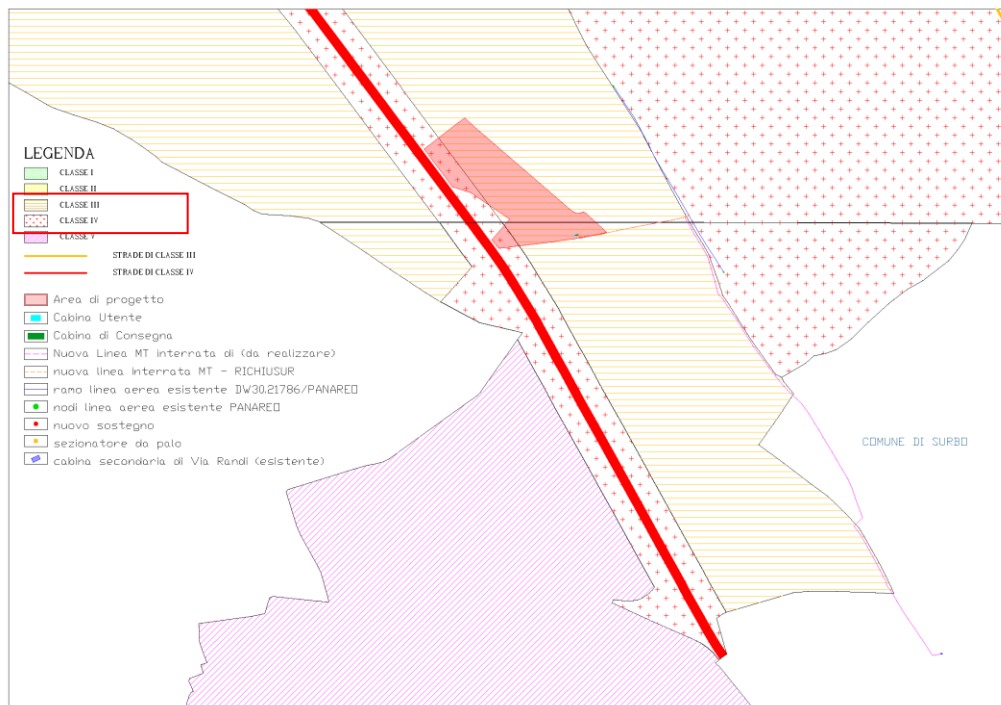 LEGENDA
CLASSE I
CLASSE II
CLASSE III
CLASSE IV
CLASSE V
STRADE DI CLASSE III
STRADE DI CLASSE IV
Area di progetto
Cabina Utente
Cabina di Consegna
Nuova Linea MT interrata di (da realizzare)
nuova linea interrata MT - RICHIUSUR
ramo linea aerea esistente DW30.21786/PANAREO
nodi linea aerea esistente PANAREO
nuovo sostegno
sezionatore da palo
cabina secondaria di Via Randi (esistente)
COMUNE DI SURBO